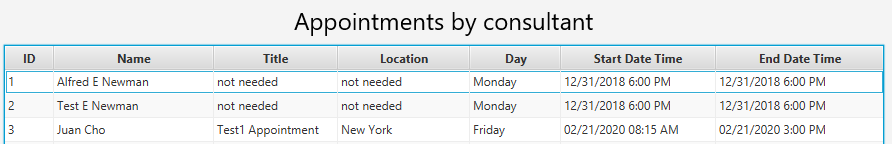 Appointments by consultant
ID Name Title Location Day Start Date Time End Date Time
1 Alfred E Newman not needed not needed Monday 12/31/2018 6:00 PM 12/31/2018 6:00 PM
2 Test E Newman not needed not needed Monday 12/31/2018 6:00 PM 12/31/2018 6:00 PM
3 Juan Cho Test1 Appointment New York Friday 02/21/2020 08:15 AM 02/21/2020 3:00 PM